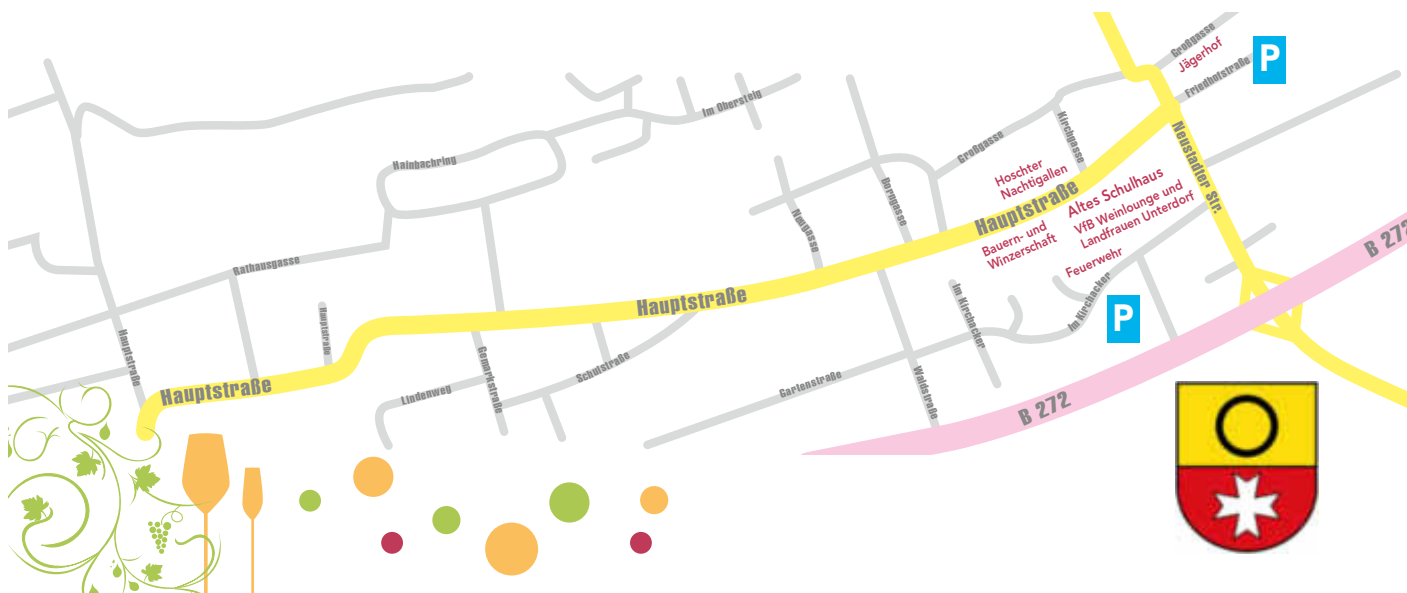 Großgasse
Jägerhof
P
Friedhofstraße
Im Obersteig
Hainbachring
Großgasse
Kirchgasse
Neustadter Str.
Hoschter
Nachtigallen
Borngasse
Neugasse
Hauptstraße
Altes Schulhaus
VfB Weinlounge und
Landfrauen Unterdorf
Bauern- und
Winzerschaft
Feuerwehr
B 272
Rathausgasse
Hauptstraße
Im Kirchacker
Im Kirchacker
P
Hauptstraße
Hauptstraße
Hauptstraße
Gemarkstraße
Schulstraße
Lindenweg
Gartenstraße
Waldstraße
B 272